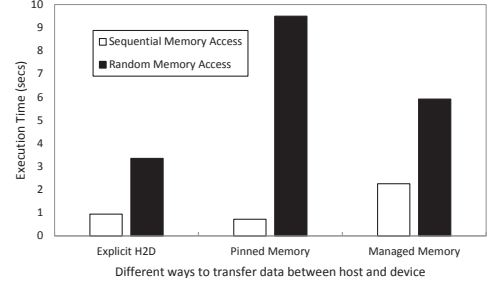 10
9
8
7
6
5
4
3
2
1
0
Execution Time (secs)
Sequential Memory Access
Random Memory Access
Explicit H2D Pinned Memory Managed Memory
Different ways to transfer data between host and device